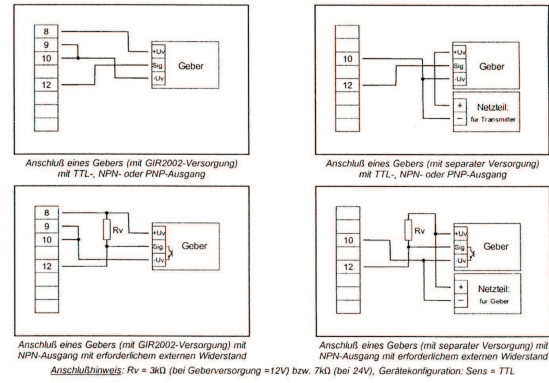 8
9
10
12
+Uv
Sig
-Uv
Geber
Anschluß eines Gebers (mit GIR2002-Versorgung)
mit TTL-, NPN- oder PNP-Ausgang
10
12
+Uv
Sig
-Uv
Geber
+
−
Netzteil:
fur Transmitter
Anschluß eines Gebers (mit separater Versorgung)
mit TTL-, NPN- oder PNP-Ausgang
8
9
10
12
Rv
+Uv
Sig
-Uv
Geber
Anschluß eines Gebers (mit GIR2002-Versorgung) mit
NPN-Ausgang mit erforderlichem externen Widerstand
10
12
Rv
+Uv
Sig
-Uv
Geber
+
−
Netzteil:
fur Geber
Anschluß eines Gebers (mit separater Versorgung) mit
NPN-Ausgang mit erforderlichem externen Widerstand
Anschlußhinweis: Rv = 3kΩ (bei Geberversorgung =12V) bzw. 7kΩ (bei 24V), Gerätekonfiguration: Sens = TTL